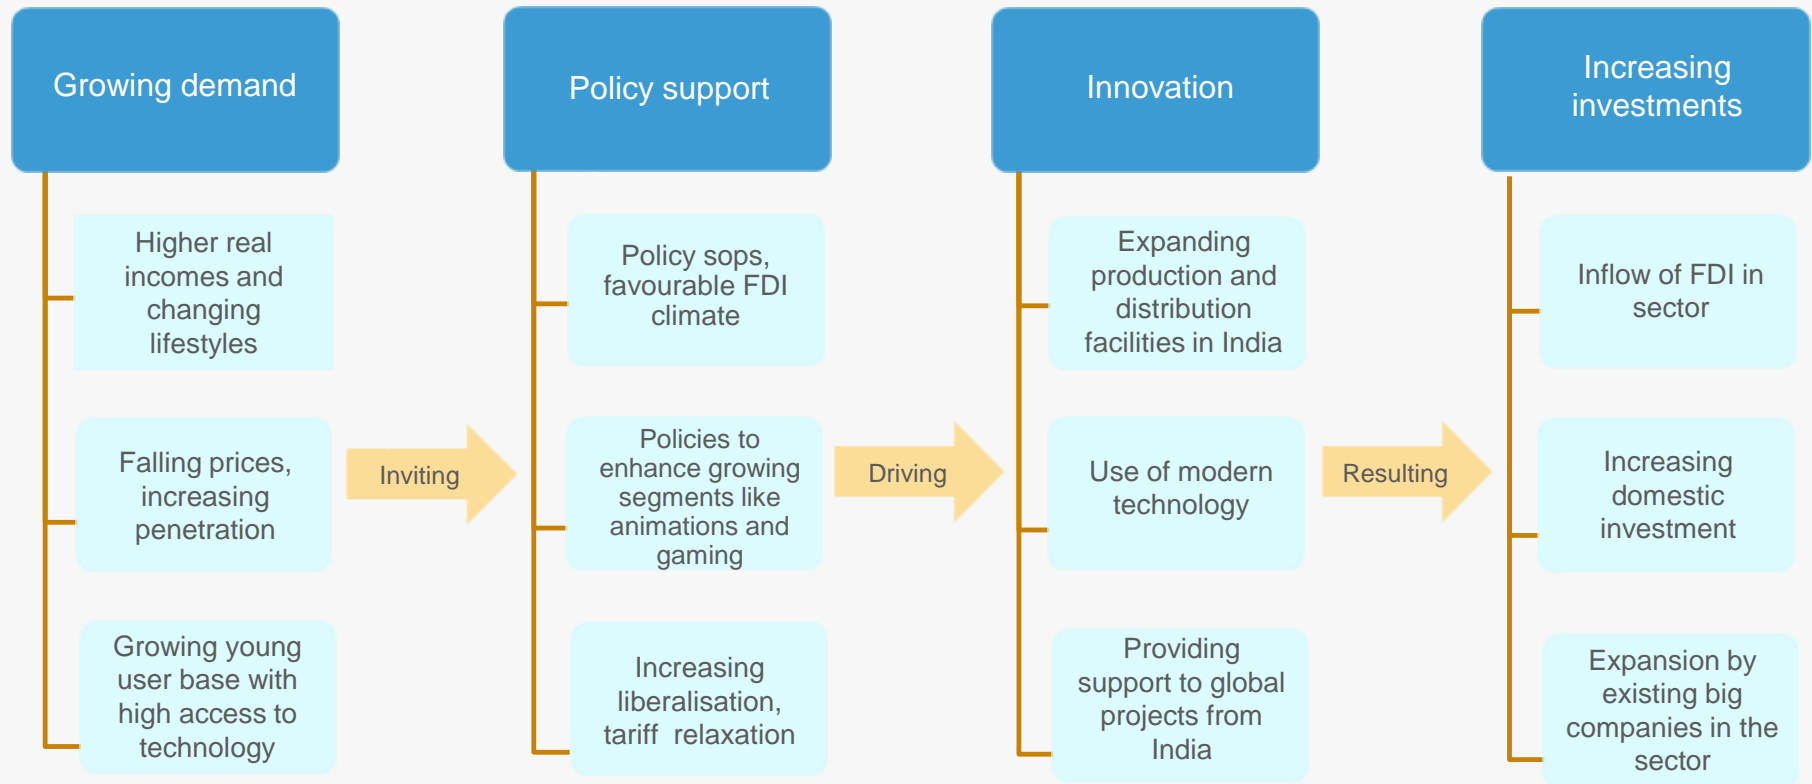 Growing demand
Higher real
incomes and
changing
lifestyles
Falling prices,
increasing
penetration
Growing young
user base with
high access to
technology
Inviting
Policy support
Policy sops,
favourable FDI
climate
Policies to
enhance growing
segments like
animations and
gaming
Increasing
liberalisation,
tariff relaxation
Driving
Innovation
Expanding
production and
distribution
facilities in India
Use of modern
technology
Providing
support to global
projects from
India
Resulting
Increasing
investments
Inflow of FDI in
sector
Increasing
domestic
investment
Expansion by
existing big
companies in the
sector